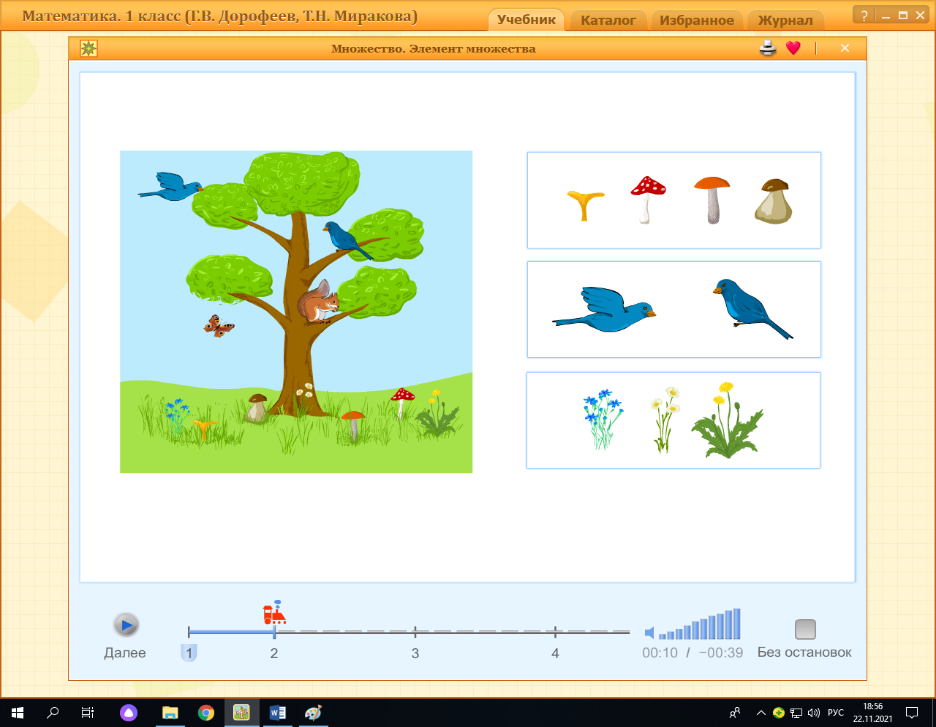 Математика. 1 класс (Г.В. Дорофеев, Т.Н. Миракова)
Учебник Каталог Избранное Журнал
?
Множество. Элемент множества
Далее
1 2 3 4
00:10 / −00:39
Без остановок
РУС
18:56
22.11.2021